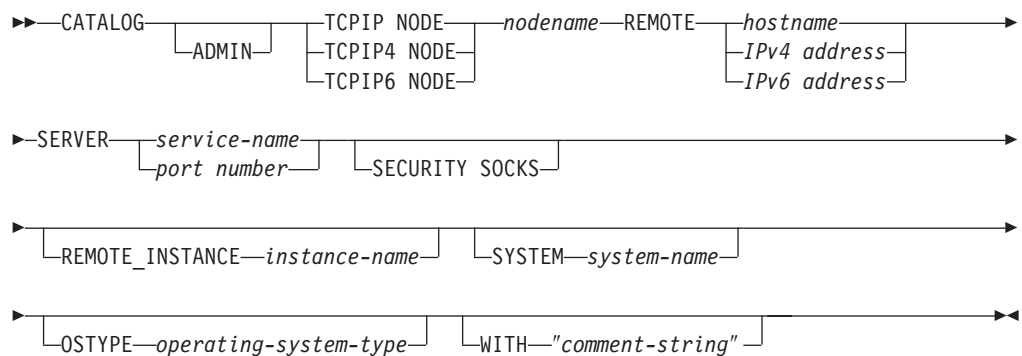 CATALOG TCPIP NODE nodename REMOTE hostname
ADMIN TCPIP4 NODE IPv4 address
TCPIP6 NODE IPv6 address
SERVER service-name
port number SECURITY SOCKS
REMOTE_INSTANCE instance-name SYSTEM system-name
OSTYPE operating-system-type WITH "comment-string"